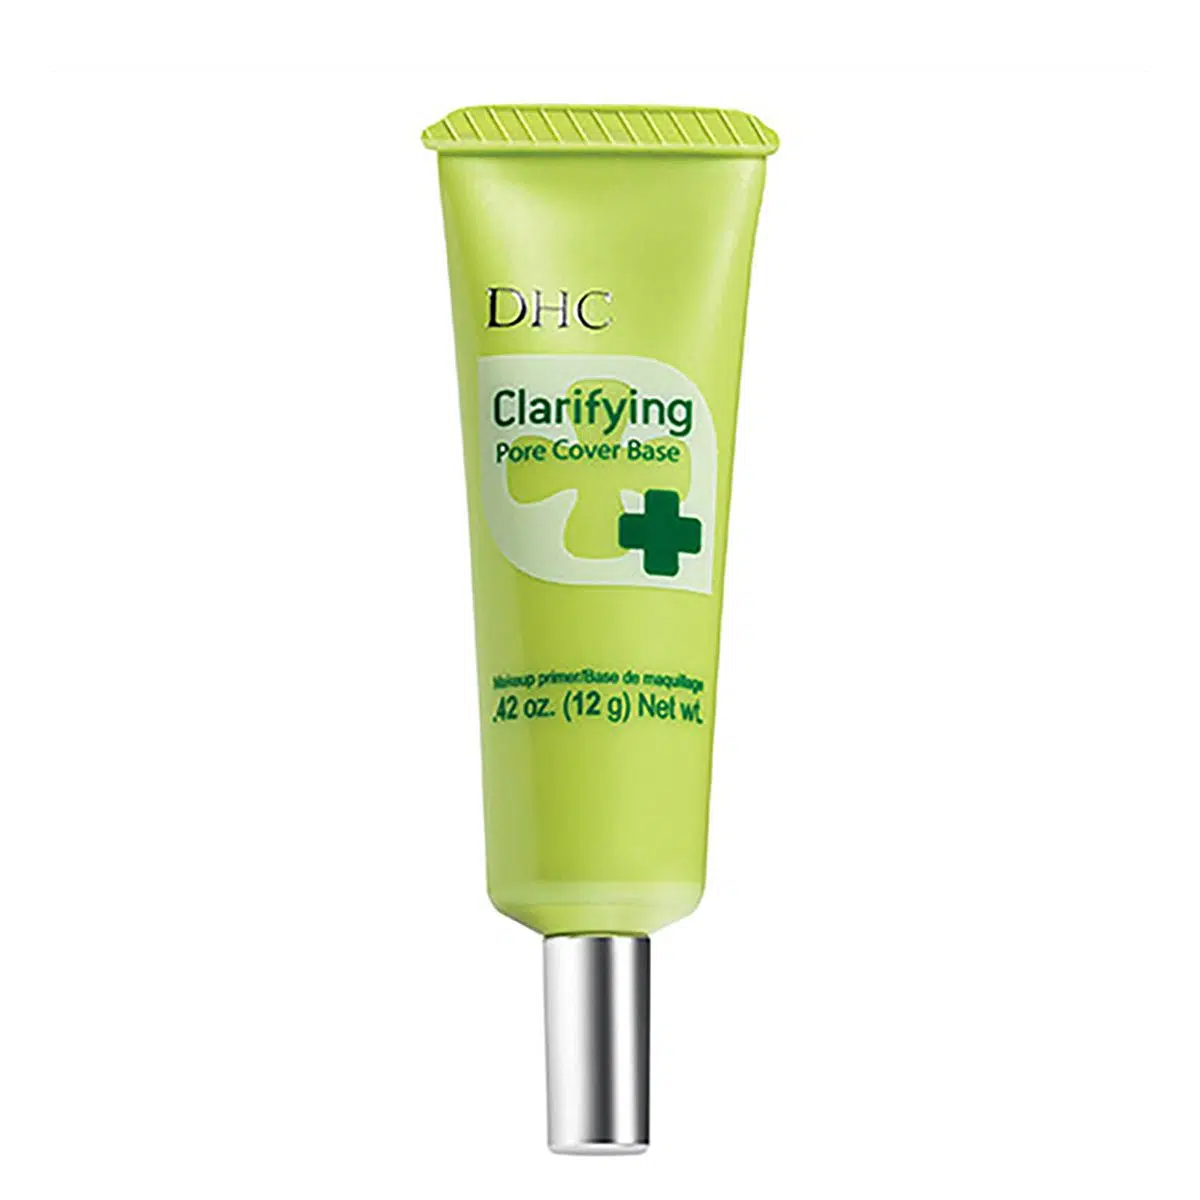 DHC
Clarifying
Pore Cover Base
Makeup primer/Base de maquillage
.42 oz. (12 g) Net wt.